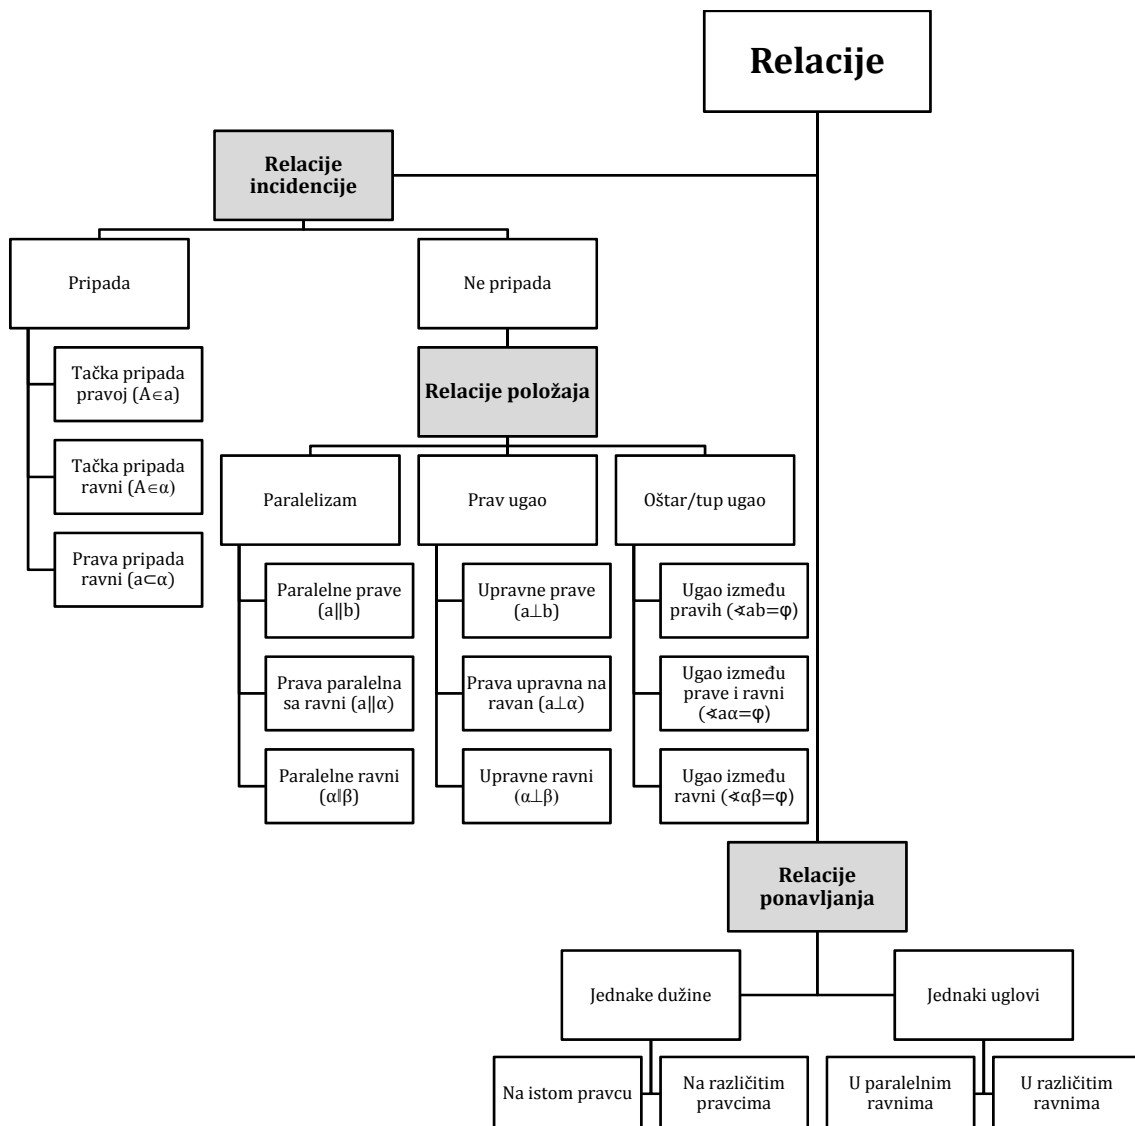 Relacije
Relacije
incidencije
Pripada
Ne pripada
Tačka pripada
pravoj (A∈a)
Tačka pripada
ravni (A∈α)
Prava pripada
ravni (a⊂α)
Relacije položaja
Paralelizam
Prav ugao
Oštar/tup ugao
Paralelne prave
(a∥b)
Prava paralelna
sa ravni (a∥α)
Paralelne ravni
(α∥β)
Upravne prave
(a⊥b)
Prava upravna na
ravan (a⊥α)
Upravne ravni
(α⊥β)
Ugao između
pravih (∢ab=φ)
Ugao između
prave i ravni
(∢aα=φ)
Ugao između
ravni (∢αβ=φ)
Relacije
ponavljanja
Jednake dužine
Jednaki uglovi
Na istom pravcu
Na različitim
pravcima
U paralelnim
ravnima
U različitim
ravnima